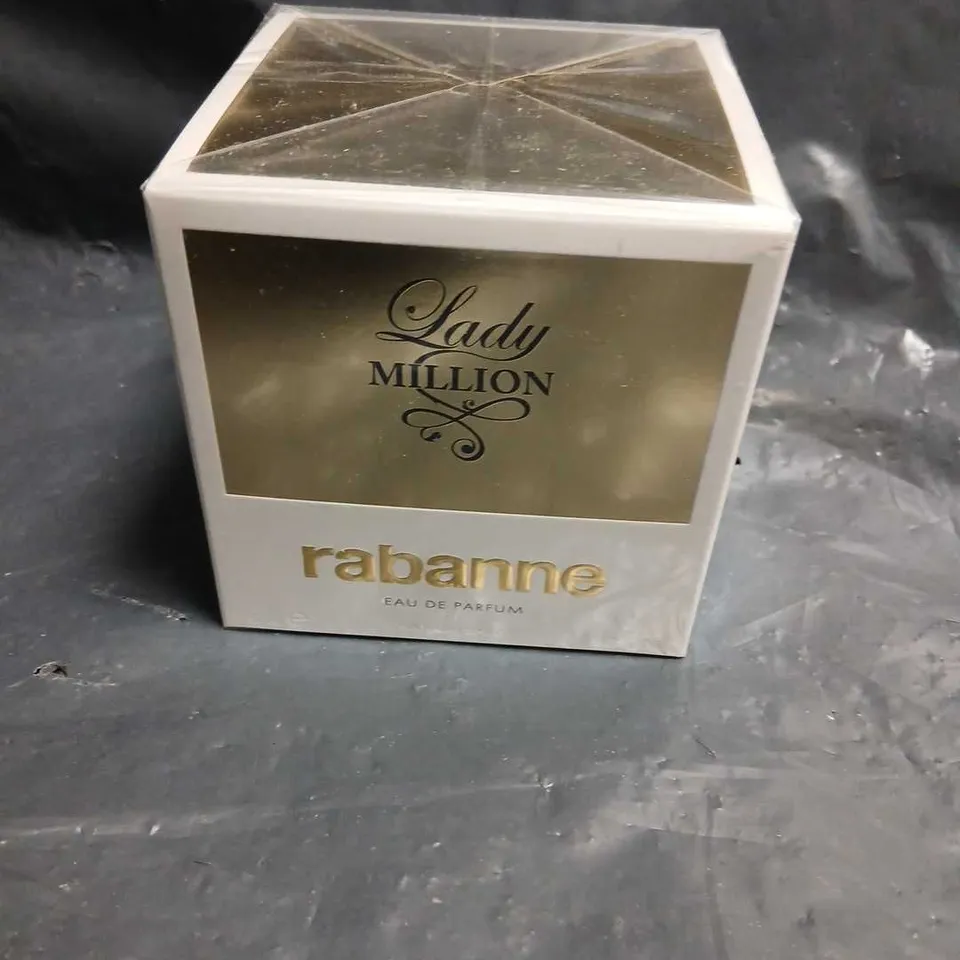 Lady
MILLION
rabanne
EAU DE PARFUM